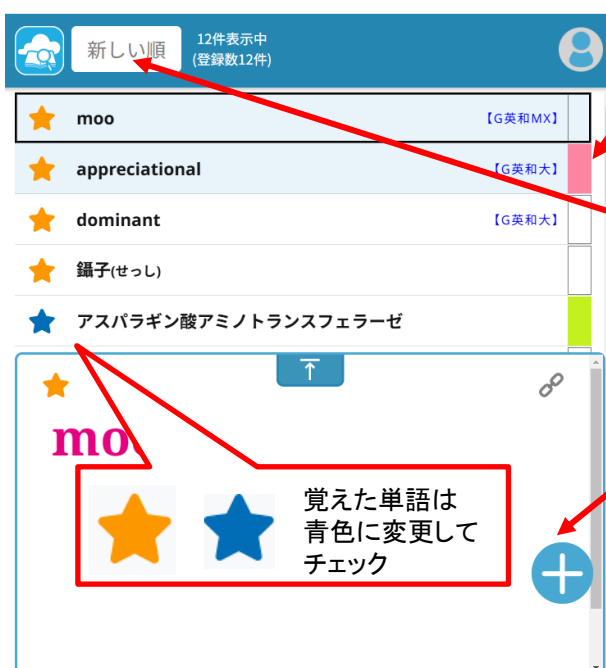 新しい順
12件表示中
(登録数12件)
moo 【G英和MX】
appreciational 【G英和大】
dominant 【G英和大】
鑷子(せっし)
アスパラギン酸アミノトランスフェラーゼ
moo
覚えた単語は
青色に変更して
チェック